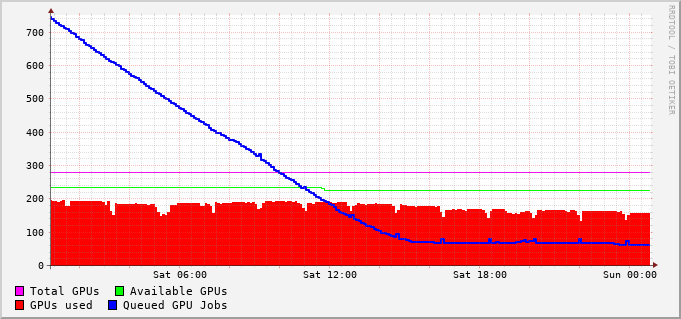 RRDTOOL / TOBI OETIKER
700
600
500
400
300
200
100
0
Sat 06:00 Sat 12:00 Sat 18:00 Sun 00:00
Total GPUs Available GPUs
GPUs used Queued GPU Jobs